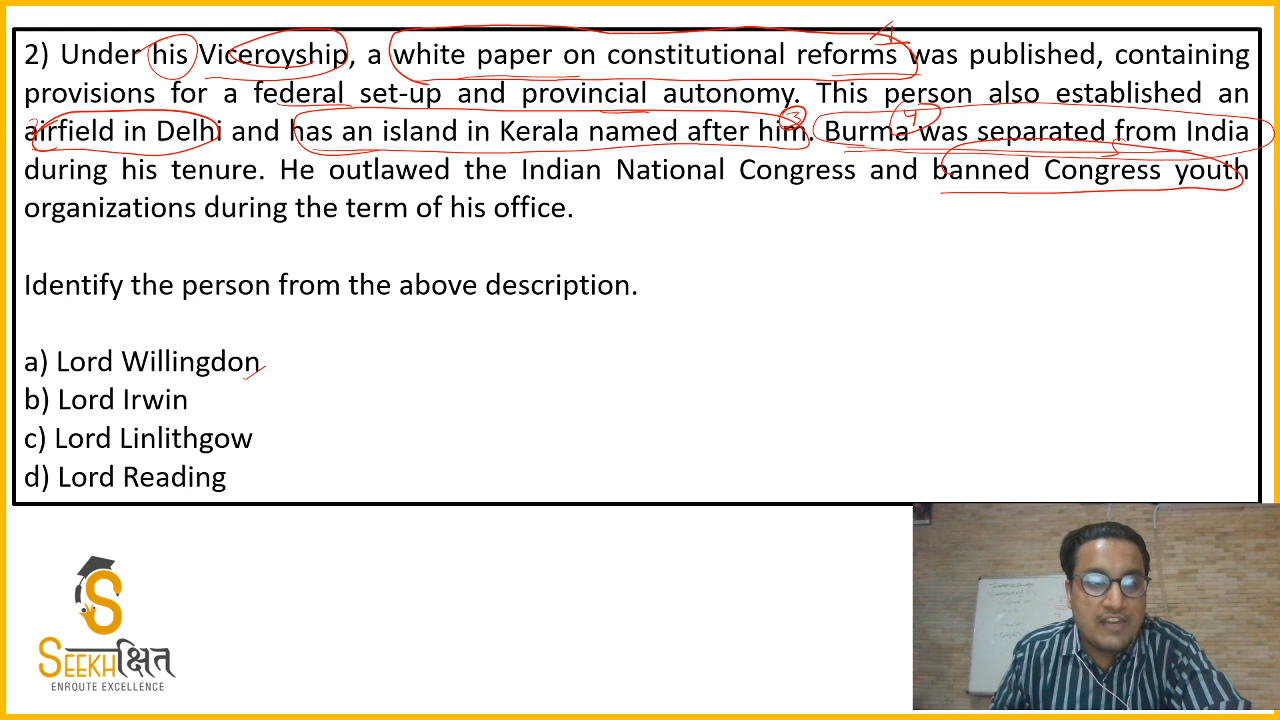 2) Under his Viceroyship, a white paper on constitutional reforms was published, containing
provisions for a federal set-up and provincial autonomy. This person also established an
airfield in Delhi and has an island in Kerala named after him. Burma was separated from India
during his tenure. He outlawed the Indian National Congress and banned Congress youth
organizations during the term of his office.
Identify the person from the above description.
a) Lord Willingdon
b) Lord Irwin
c) Lord Linlithgow
d) Lord Reading
S
SEEKHक्षित
ENROUTE EXCELLENCE